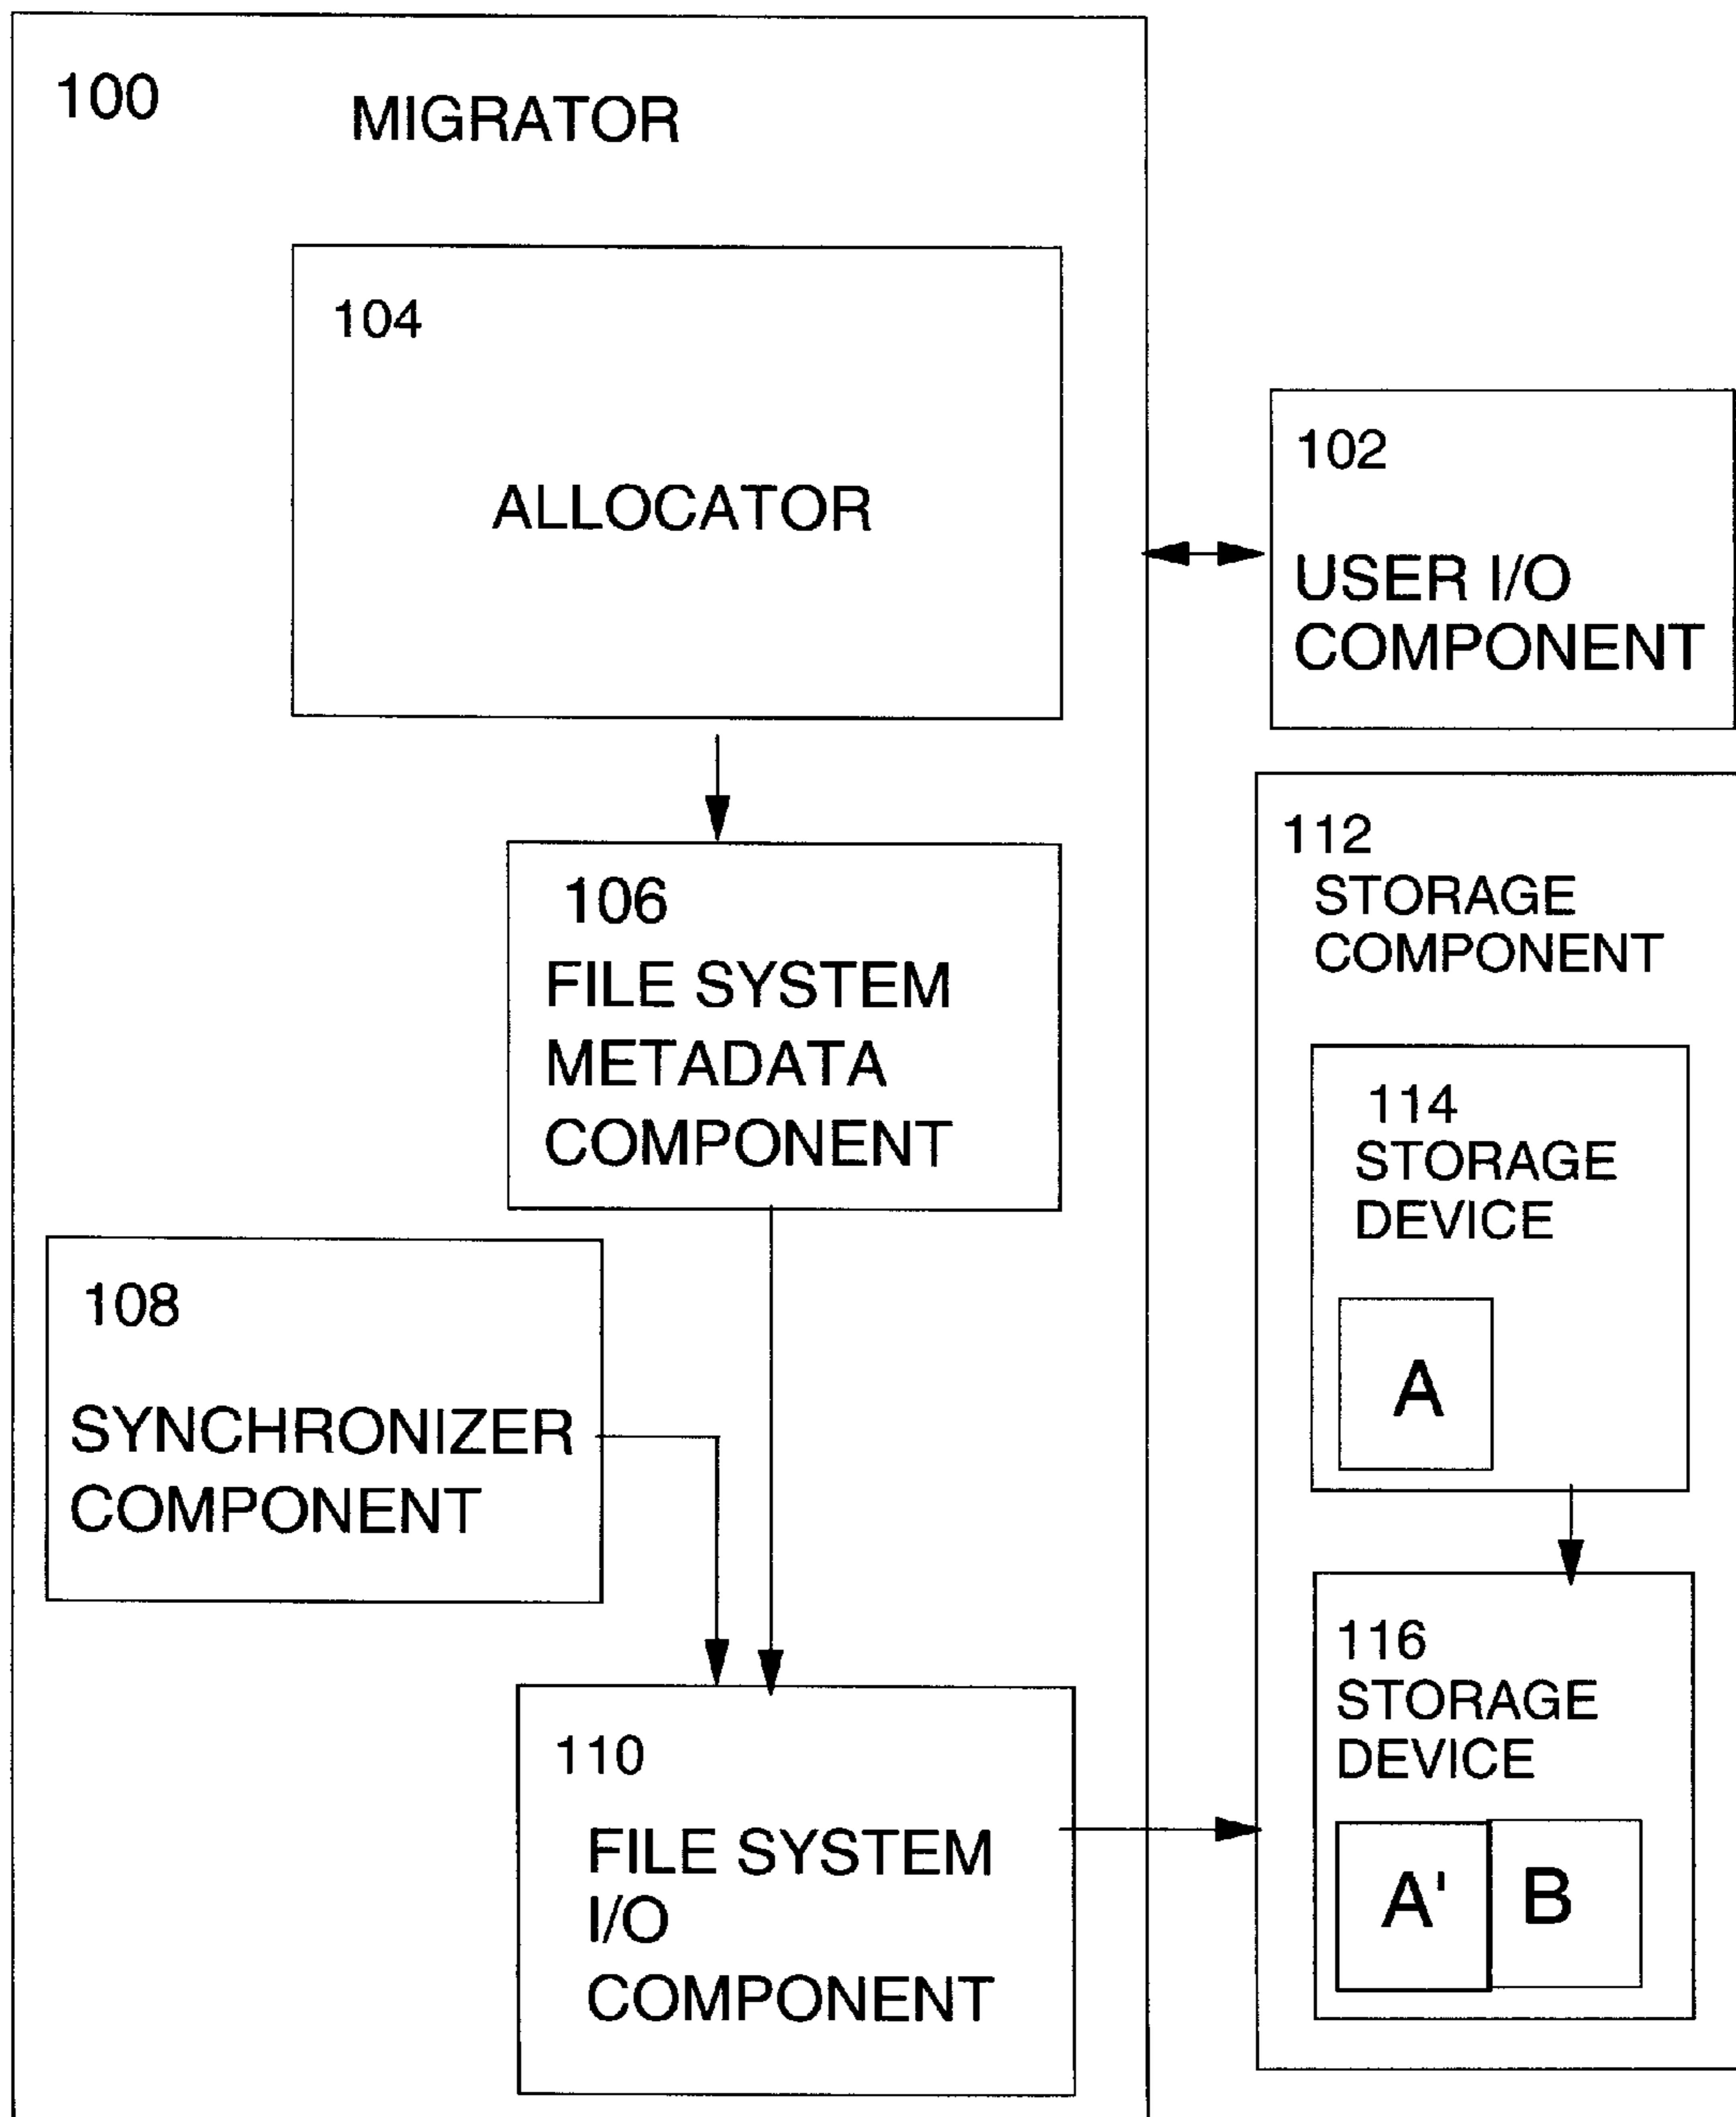 100
MIGRATOR
104
ALLOCATOR
102
USER I/O
COMPONENT
106
FILE SYSTEM
METADATA
COMPONENT
112
STORAGE
COMPONENT
114
STORAGE
DEVICE
A
108
SYNCHRONIZER
COMPONENT
116
STORAGE
DEVICE
A'
B
110
FILE SYSTEM
I/O
COMPONENT